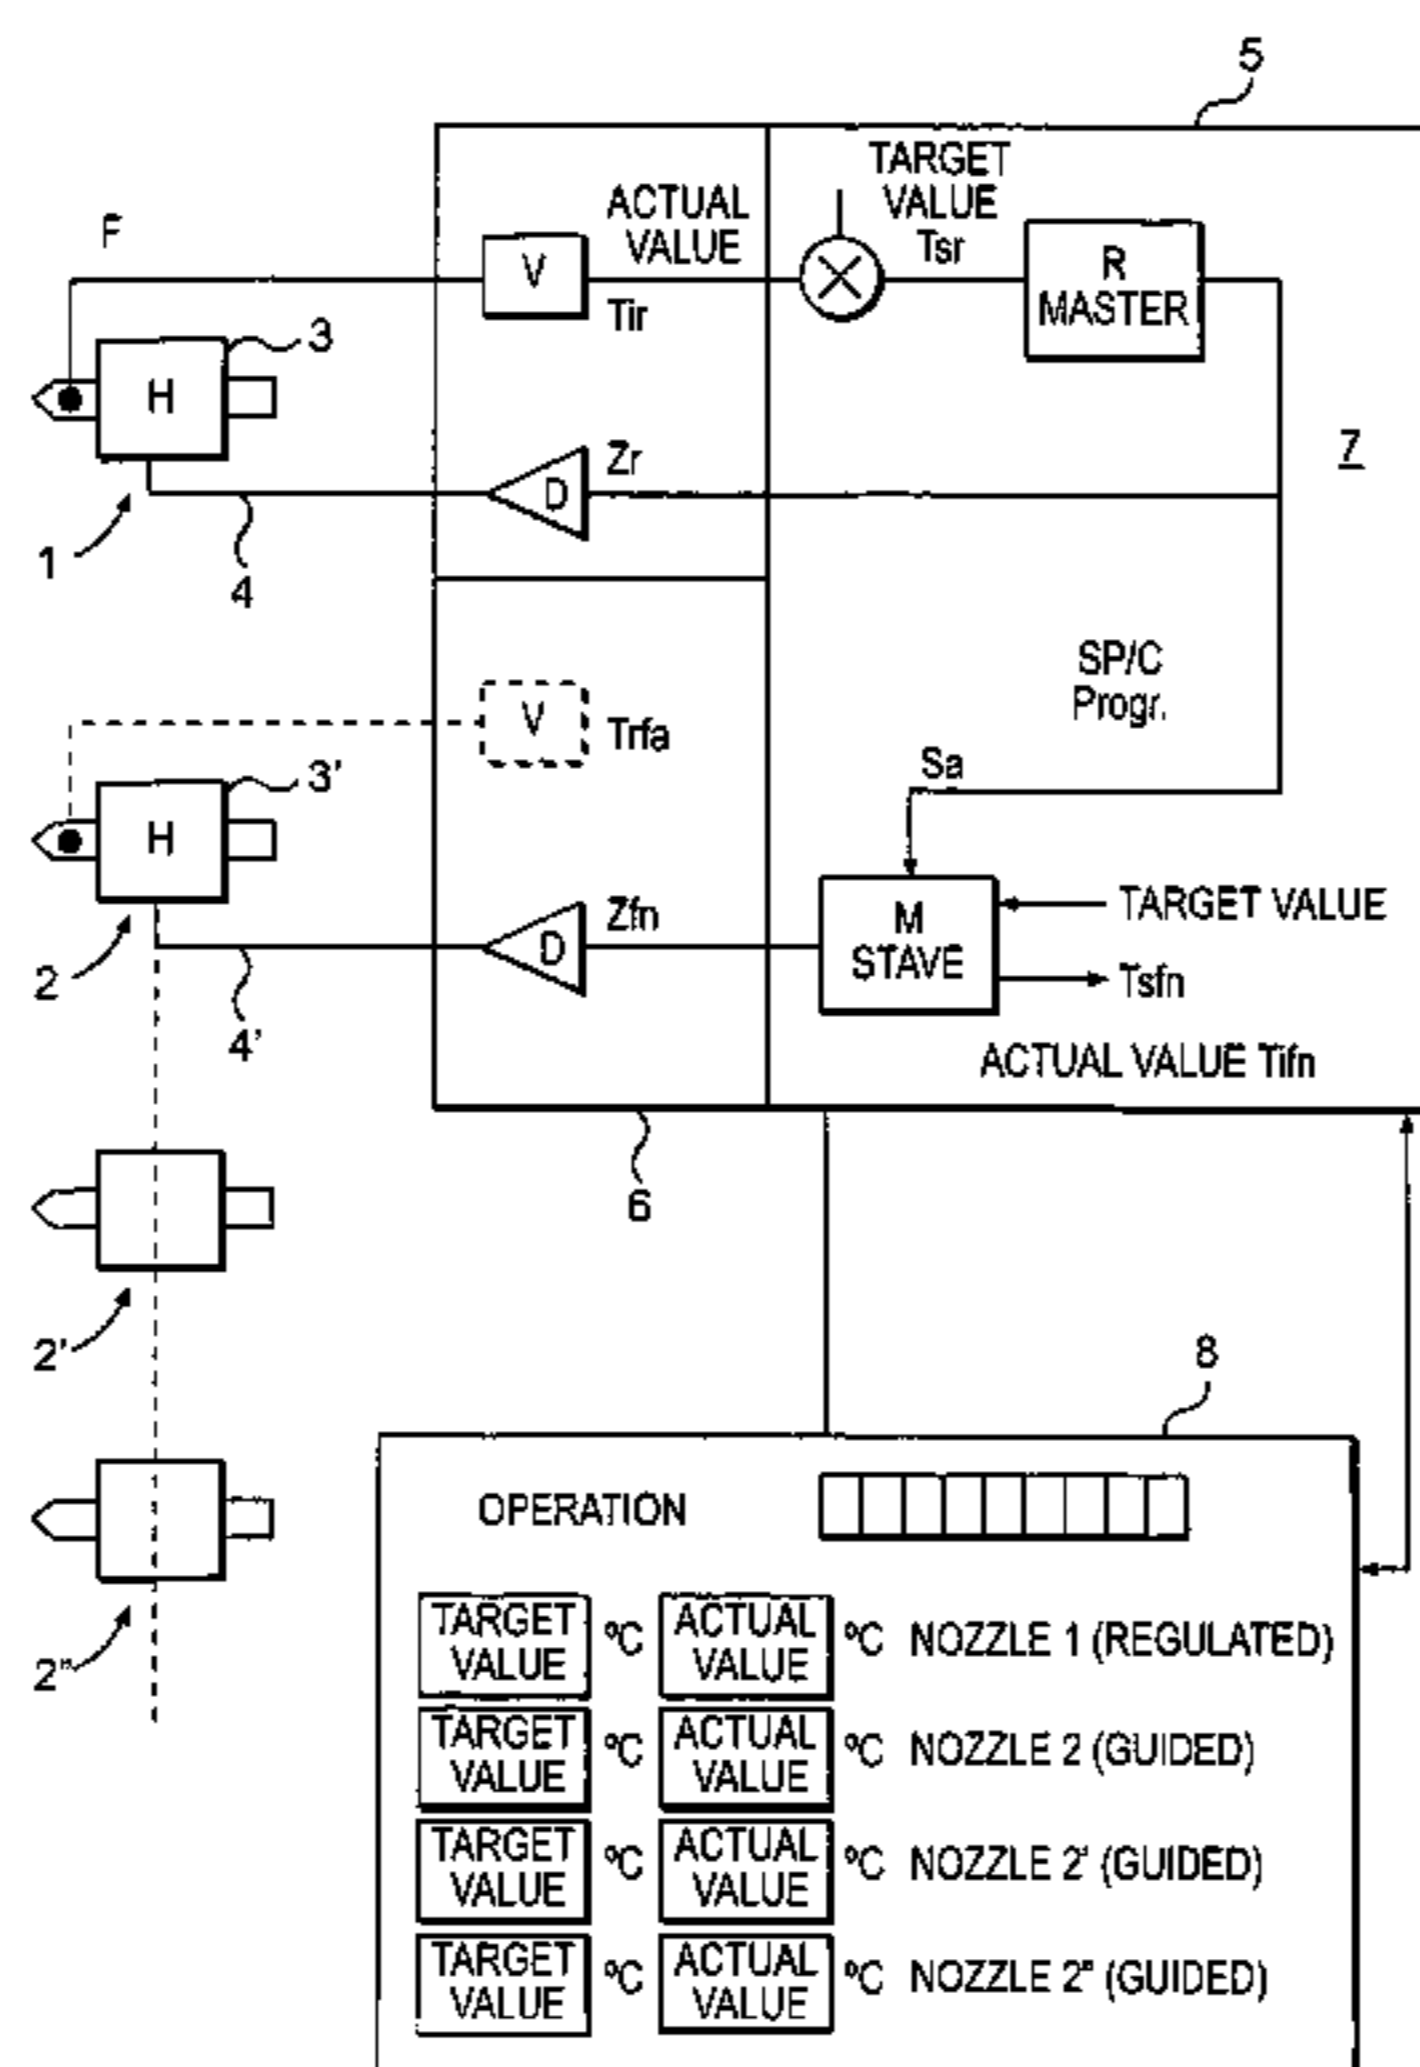 5
TARGET
VALUE
Tsr
ACTUAL
VALUE
F
V
Tir
R
MASTER
3
H
Zr
D
7
1
4
SP/C
Progr.
V
Trfa
Sa
3'
H
Zfn
D
M
STAVE
TARGET VALUE
Tsfn
2
4'
ACTUAL VALUE Tifn
6
2'
8
OPERATION
2"
TARGET VALUE °C ACTUAL VALUE °C NOZZLE 1 (REGULATED)
TARGET VALUE °C ACTUAL VALUE °C NOZZLE 2 (GUIDED)
TARGET VALUE °C ACTUAL VALUE °C NOZZLE 2' (GUIDED)
TARGET VALUE °C ACTUAL VALUE °C NOZZLE 2" (GUIDED)